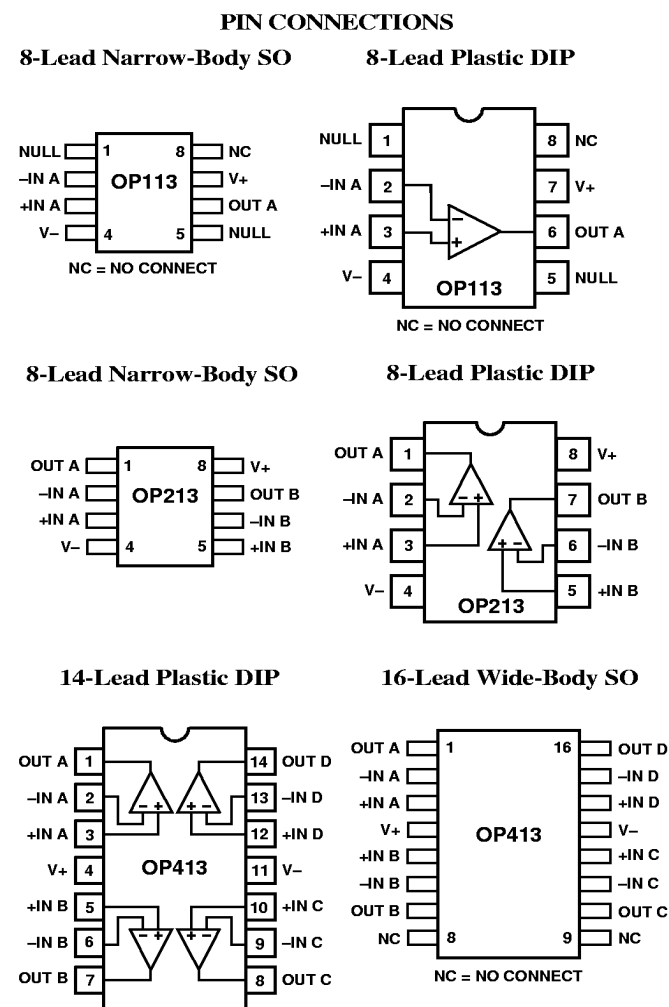 PIN CONNECTIONS
8-Lead Narrow-Body SO
NULL 1 8 NC
–IN A OP113 V+
+IN A OUT A
V– 4 5 NULL
NC = NO CONNECT
8-Lead Plastic DIP
NULL 1 8 NC
–IN A 2 7 V+
–
+IN A 3 6 OUT A
+
V– 4 5 NULL
OP113
NC = NO CONNECT
8-Lead Narrow-Body SO
OUT A 1 8 V+
–IN A OP213 OUT B
+IN A –IN B
V– 4 5 +IN B
8-Lead Plastic DIP
OUT A 1 8 V+
–IN A 2 – + 7 OUT B
+IN A 3 + – 6 –IN B
V– 4 5 +IN B
OP213
14-Lead Plastic DIP
OUT A 1 14 OUT D
–IN A 2 – + + – 13 –IN D
+IN A 3 12 +IN D
V+ 4 OP413 11 V–
+IN B 5 10 +IN C
–IN B 6 – + + – 9 –IN C
OUT B 7 8 OUT C
16-Lead Wide-Body SO
OUT A 1 16 OUT D
–IN A –IN D
+IN A +IN D
V+ OP413 V–
+IN B +IN C
–IN B –IN C
OUT B OUT C
NC 8 9 NC
NC = NO CONNECT